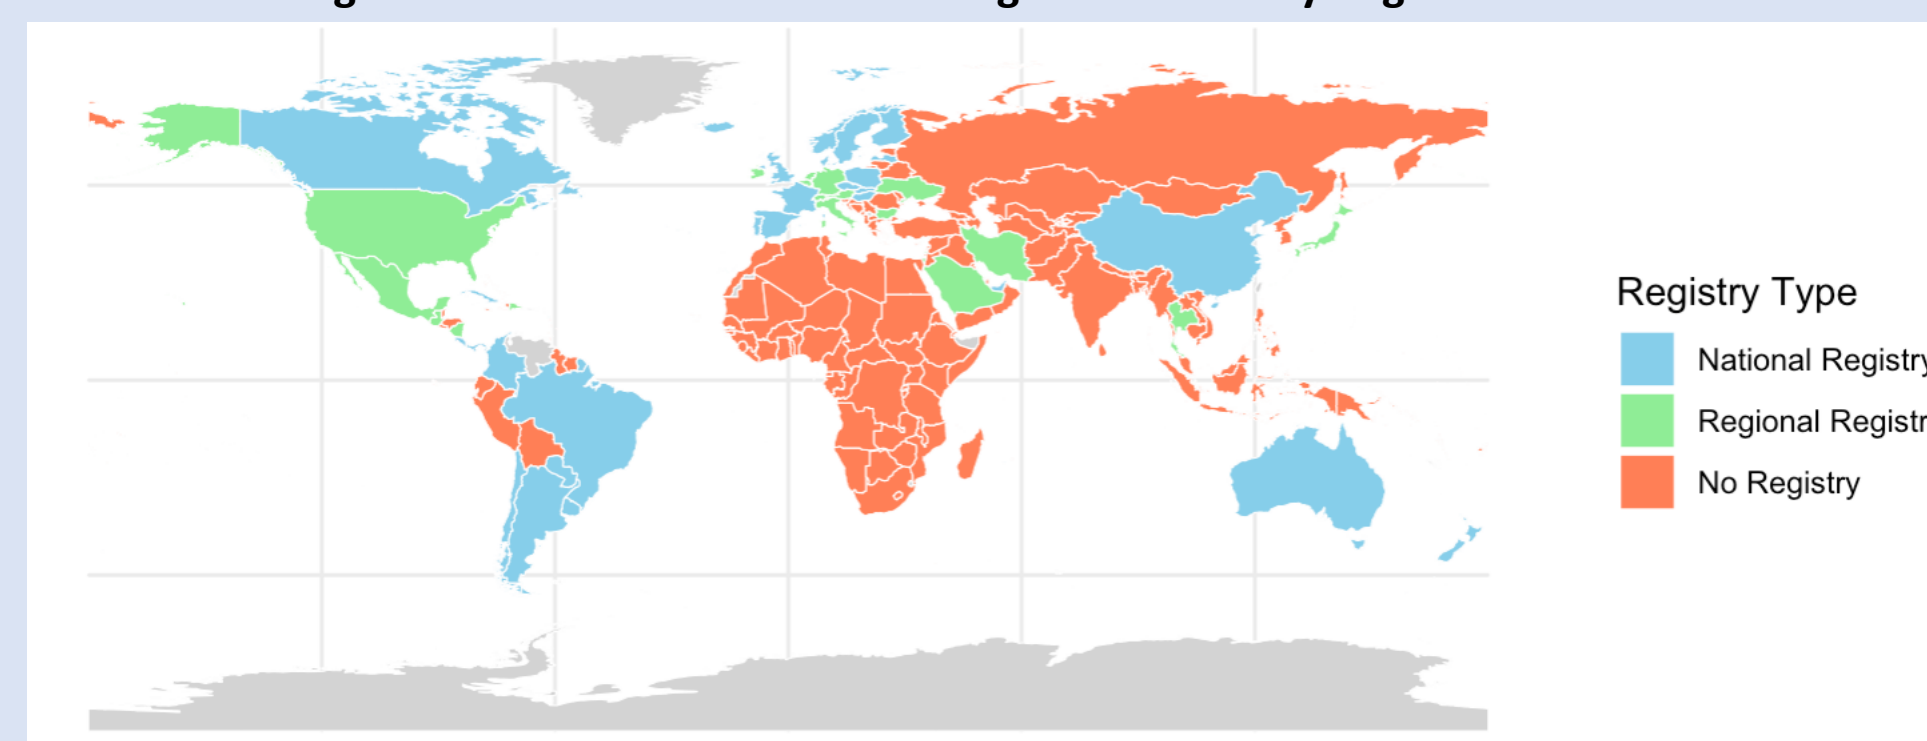 Registry Type
National Registry
Regional Registr
No Registry